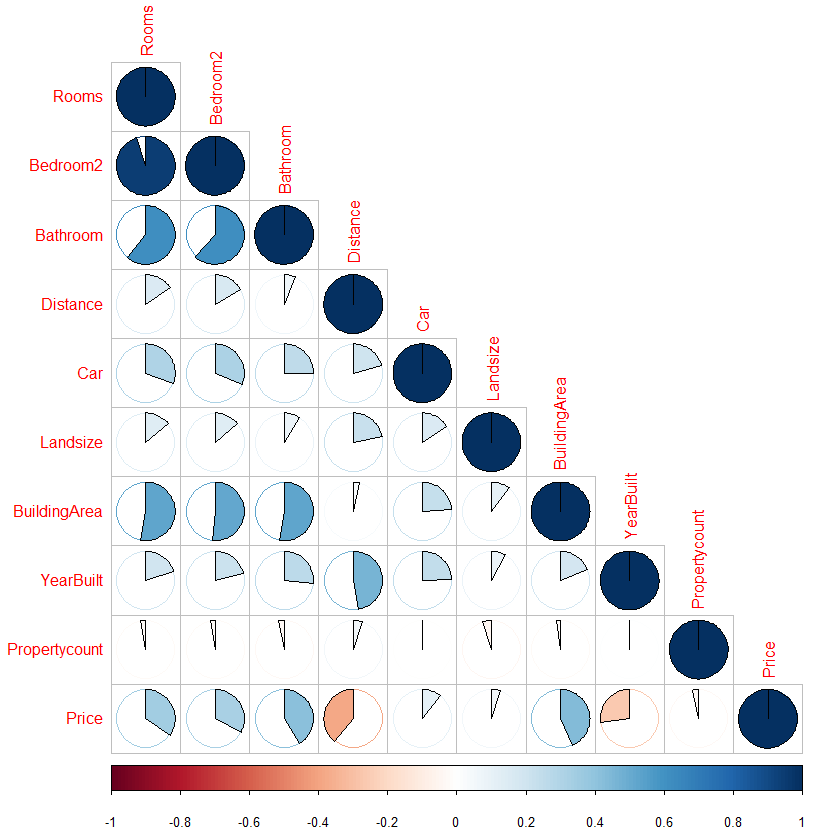 Rooms
Bedroom2
Bathroom
Distance
Car
Landsize
BuildingArea
YearBuilt
Propertycount
Price
Rooms
Bedroom2
Bathroom
Distance
Car
Landsize
BuildingArea
YearBuilt
Propertycount
Price
-1 -0.8 -0.6 -0.4 -0.2 0 0.2 0.4 0.6 0.8 1